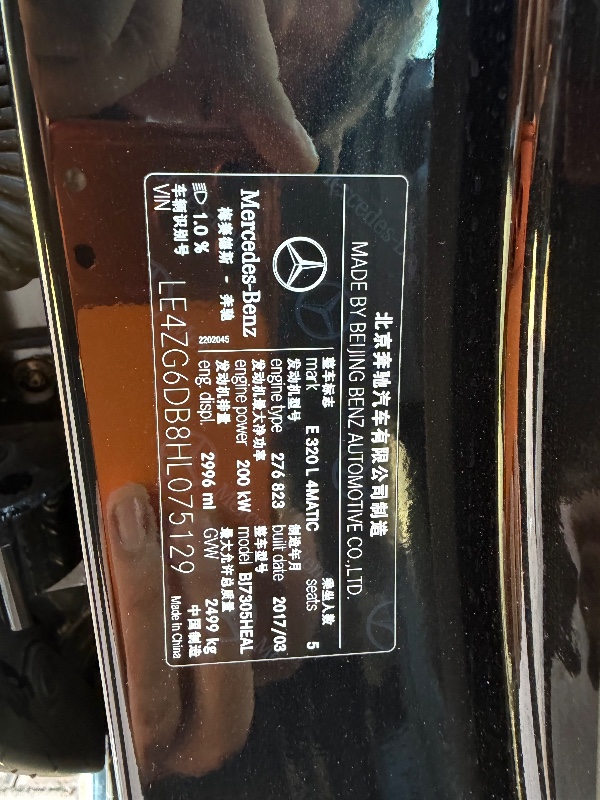 北京奔驰汽车有限公司制造
MADE BY BEIJING BENZ AUTOMOTIVE CO.,LTD.
整车标志 mark E 320 L 4MATIC 乘坐人数 seats 5
发动机型号 engine type 276 823 制造年月 built date 2017/03
Mercedes-Benz 发动机最大净功率 engine power 200 kW 整车型号 model BJ7305HEAL
梅赛德斯 - 奔驰 发动机排量 eng. displ. 2996 ml 最大允许总质量 GVW 2499 kg
1.0 % 2202045 中国制造
车辆识别号 VIN LE4ZG6DB8HL075129 Made In China